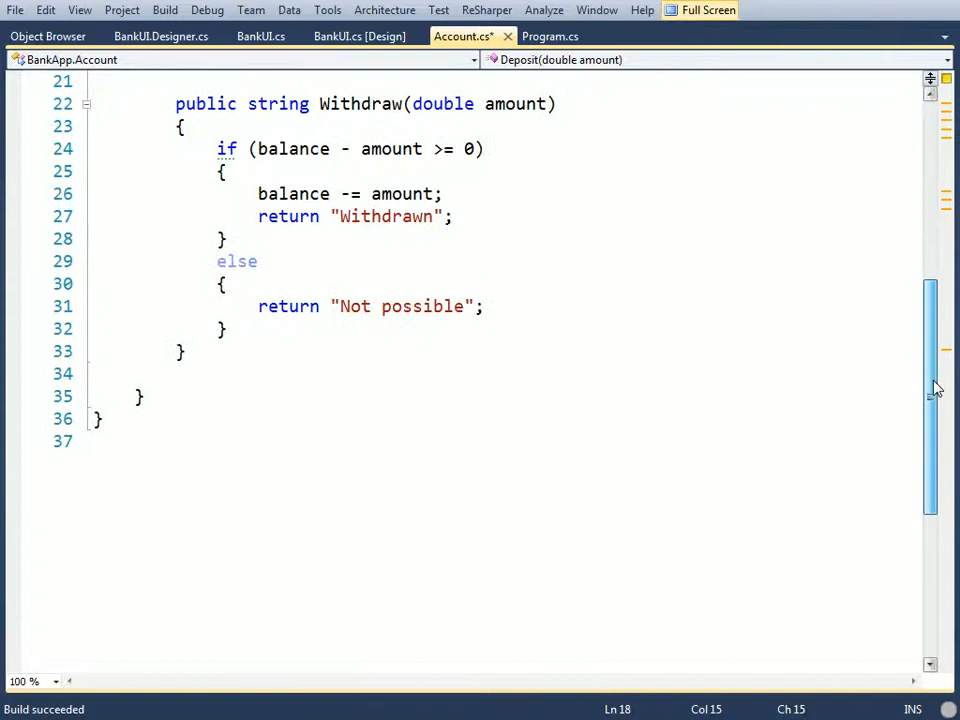 File Edit View Project Build Debug Team Data Tools Architecture Test ReSharper Analyze Window Help Full Screen
Object Browser BankUI.Designer.cs BankUI.cs BankUI.cs [Design] Account.cs* Program.cs
BankApp.Account Deposit(double amount)
21
22 public string Withdraw(double amount)
23 {
24 if (balance - amount >= 0)
25 {
26 balance -= amount;
27 return "Withdrawn";
28 }
29 else
30 {
31 return "Not possible";
32 }
33 }
34
35 }
36 }
37
100 %
Build succeeded Ln 18 Col 15 Ch 15 INS